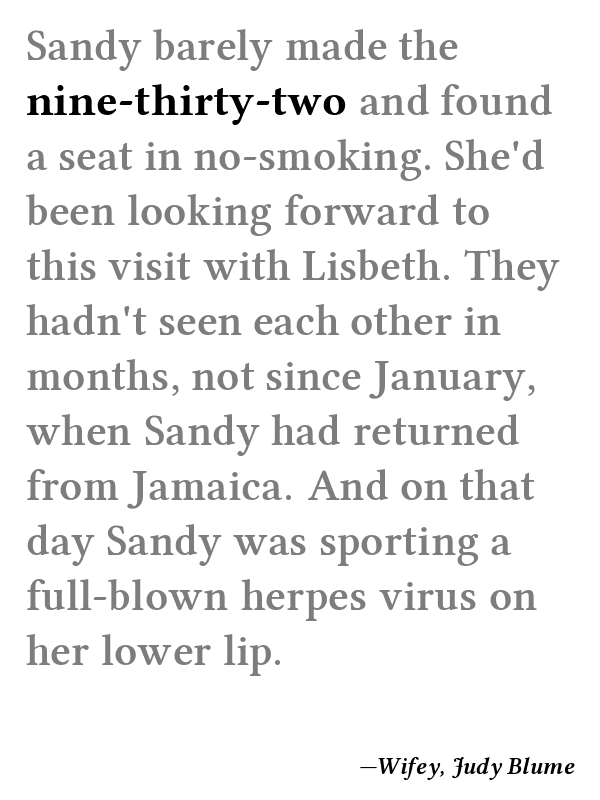 Sandy barely made the
nine-thirty-two and found
a seat in no-smoking. She'd
been looking forward to
this visit with Lisbeth. They
hadn't seen each other in
months, not since January,
when Sandy had returned
from Jamaica. And on that
day Sandy was sporting a
full-blown herpes virus on
her lower lip.
—Wifey, Judy Blume